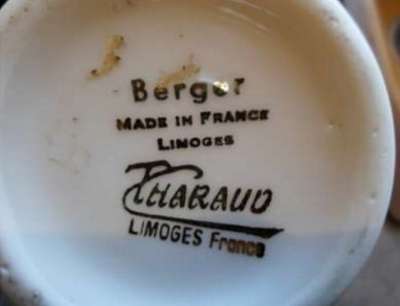 Berger
MADE IN FRANCE
LIMOGES
THARAUD
LIMOGES France